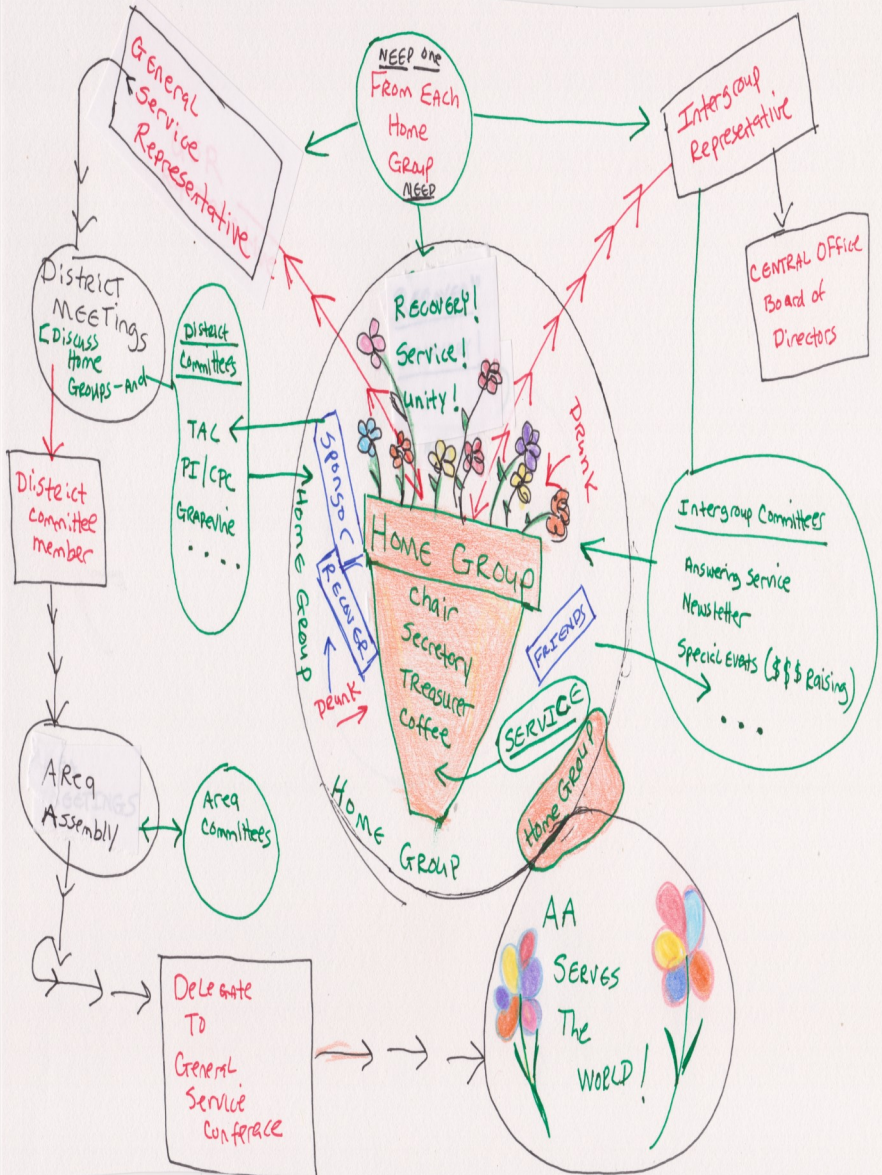 General
Service
Representative
NEED one
From Each
Home
Group
NEED
Intergroup
Representative
CENTRAL Office
Board of
Directors
District
MEETings
[Discuss
Home
Groups-And
District
Committees
TAC
PI/CPC
Grapevine
....
RECOVERY!
Service!
unity!
DRUNK
SPONSOR
HOME GROUP
RECOVER
DRUNK
HOME GROUP
Chair
Secretary
Treasurer
Coffee
FRIENDS
SERVICE
Home GROUP
HOME GROUP
Intergroup Committees
Answering Service
Newsletter
Special Events ($$$ Raising)
...
District
committee
member
AREA
Assembly
Area
Committees
DELEGATE
TO
General
Service
Conferace
AA
SERVES
The
WORLD!